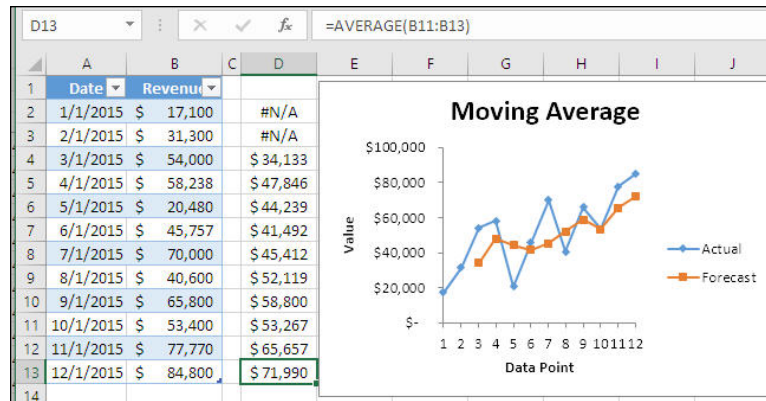 D13 fx =AVERAGE(B11:B13)
A B C D E F G H I J
1 Date Revenu
2 1/1/2015 $ 17,100 #N/A
3 2/1/2015 $ 31,300 #N/A
4 3/1/2015 $ 54,000 $ 34,133
5 4/1/2015 $ 58,238 $ 47,846
6 5/1/2015 $ 20,480 $ 44,239
7 6/1/2015 $ 45,757 $ 41,492
8 7/1/2015 $ 70,000 $ 45,412
9 8/1/2015 $ 40,600 $ 52,119
10 9/1/2015 $ 65,800 $ 58,800
11 10/1/2015 $ 53,400 $ 53,267
12 11/1/2015 $ 77,770 $ 65,657
13 12/1/2015 $ 84,800 $ 71,990
14
Moving Average
$100,000
$80,000
$60,000
$40,000
$20,000
$-
Value
1 2 3 4 5 6 7 8 9 10 11 12
Data Point
Actual
Forecast